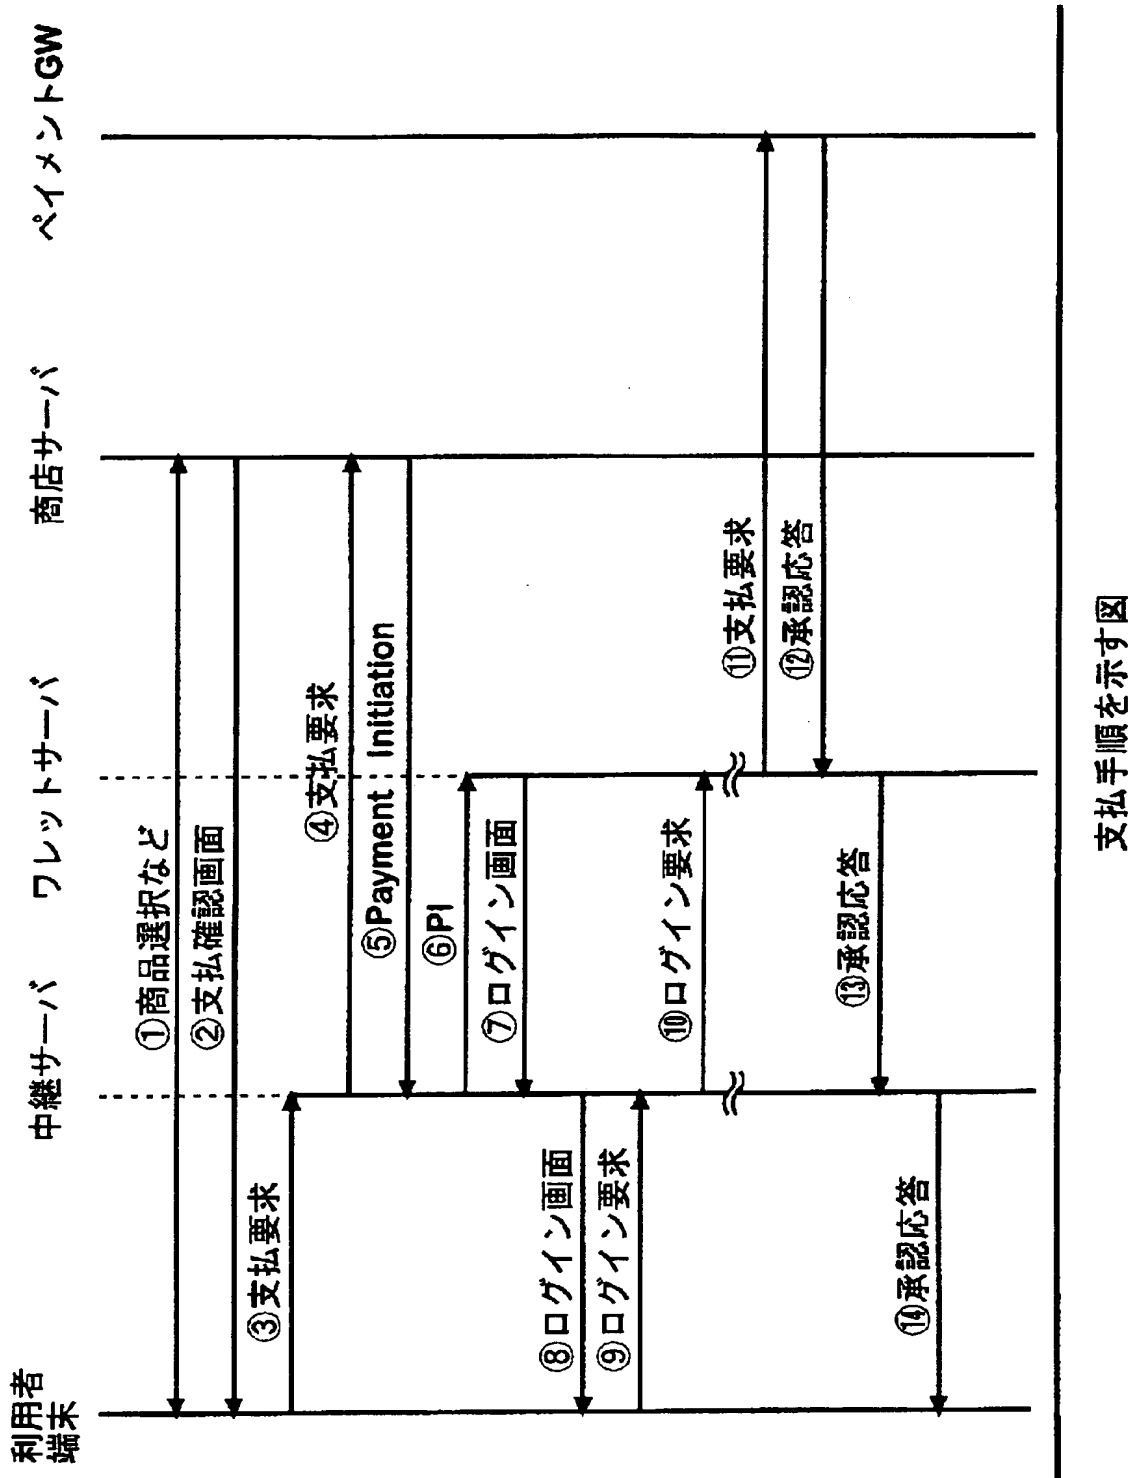 利用者
端末
中継サーバ
ワレットサーバ
商店サーバ
ペイメントGW
①商品選択など
②支払確認画面
③支払要求
④支払要求
⑤Payment Initiation
⑥PI
⑦ログイン画面
⑧ログイン画面
⑨ログイン要求
⑩ログイン要求
⑪支払要求
⑫承認応答
⑬承認応答
⑭承認応答
支払手順を示す図